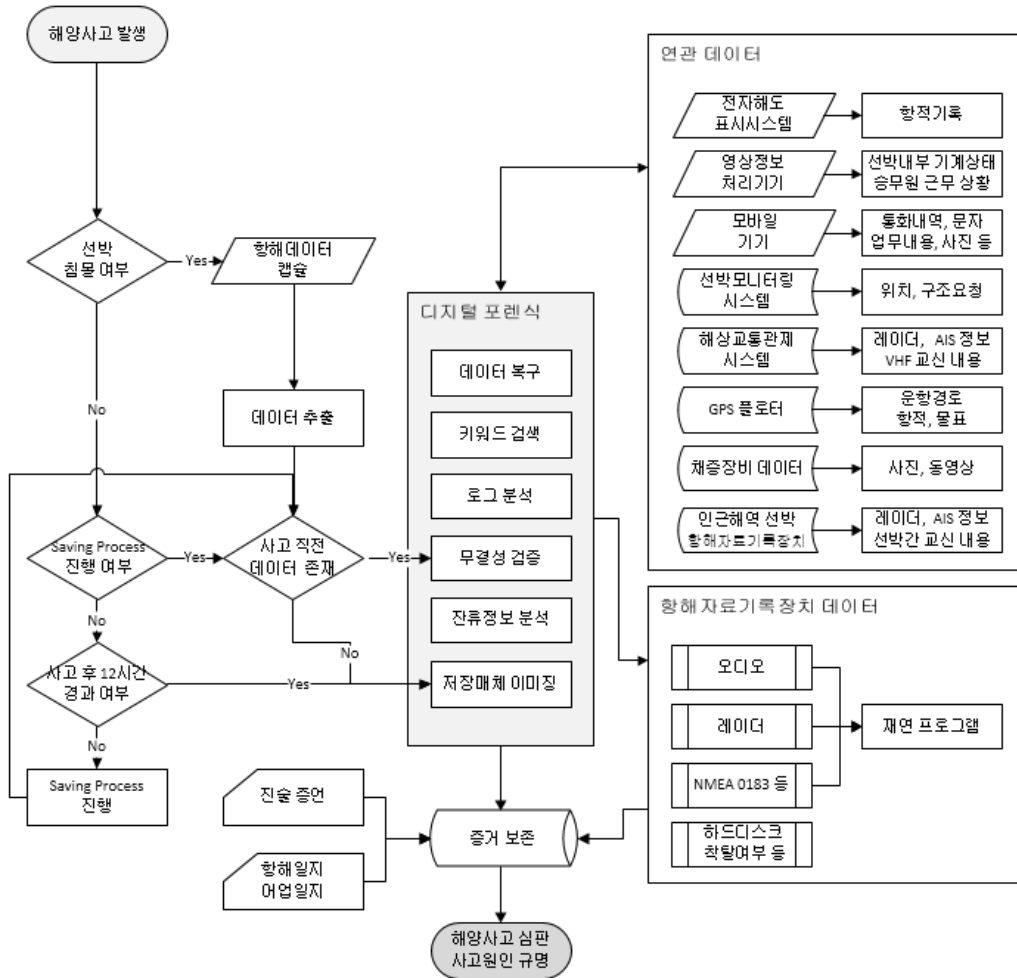 해양사고 발생
선박
침몰 여부
Yes
항해데이터
캡슐
No
데이터 추출
Saving Process
진행 여부
Yes
사고 직전
데이터 존재
Yes
No
No
사고 후 12시간
경과 여부
Yes
No
Saving Process
진행
디지털 포렌식
데이터 복구
키워드 검색
로그 분석
무결성 검증
잔류정보 분석
저장매체 이미징
진술 증언
항해일지
어업일지
증거 보존
해양사고 심판
사고원인 규명
연관 데이터
전자해도
표시시스템
항적기록
영상정보
처리기기
선박내부 기계상태
승무원 근무 상황
모바일
기기
통화내역, 문자
업무내용, 사진 등
선박모니터링
시스템
위치, 구조요청
해상교통관제
시스템
레이더, AIS 정보
VHF 교신 내용
GPS 플로터
운항경로
항적, 물표
채증장비 데이터
사진, 동영상
인근해역 선박
항해자료기록장치
레이더, AIS 정보
선박간 교신 내용
항해자료기록장치 데이터
오디오
레이더
NMEA 0183 등
하드디스크
착탈여부 등
재연 프로그램